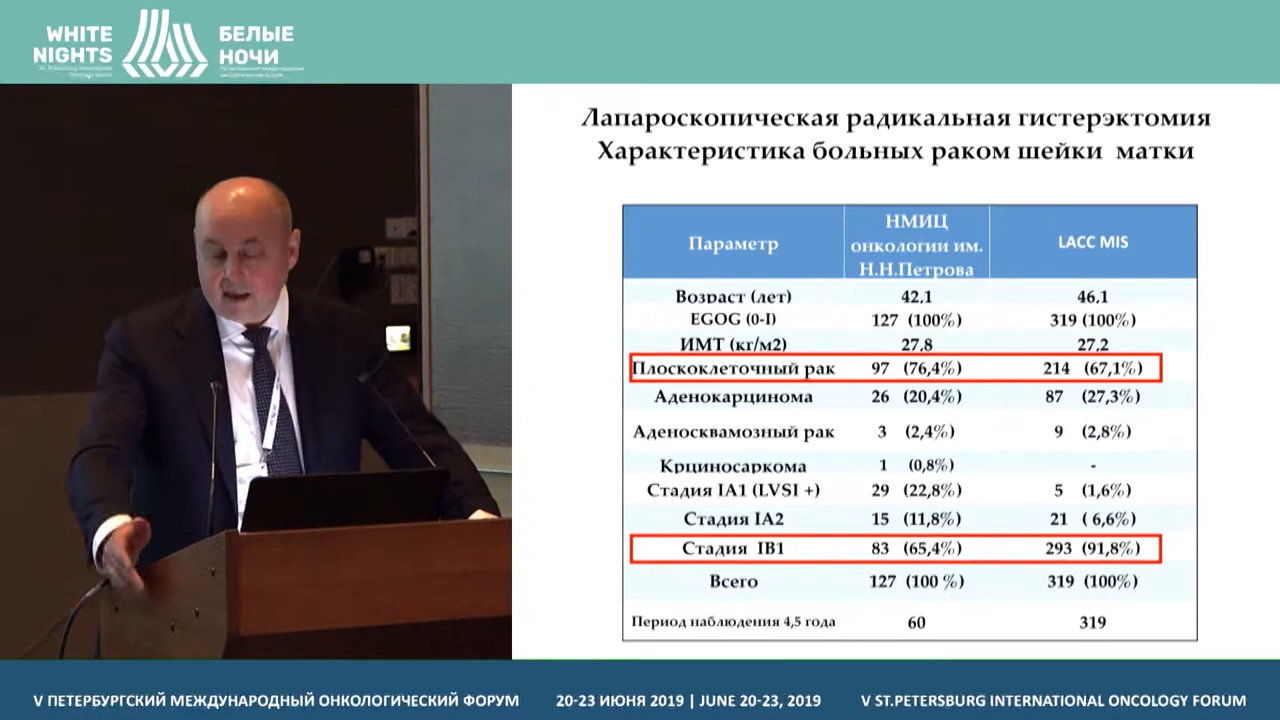 WHITE
NIGHTS
БЕЛЫЕ
НОЧИ
Лапароскопическая радикальная гистерэктомия
Характеристика больных раком шейки матки
Параметр
НМИЦ
онкологии им.
Н.Н.Петрова
LACC MIS
Возраст (лет) 42,1 46,1
EGOG (0-I) 127 (100%) 319 (100%)
ИМТ (кг/м2) 27,8 27,2
Плоскоклеточный рак 97 (76,4%) 214 (67,1%)
Аденокарцинома 26 (20,4%) 87 (27,3%)
Аденосквамозный рак 3 (2,4%) 9 (2,8%)
Крциносаркома 1 (0,8%) -
Стадия IA1 (LVSI +) 29 (22,8%) 5 (1,6%)
Стадия IA2 15 (11,8%) 21 ( 6,6%)
Стадия IB1 83 (65,4%) 293 (91,8%)
Всего 127 (100 %) 319 (100%)
Период наблюдения 4,5 года 60 319
V ПЕТЕРБУРГСКИЙ МЕЖДУНАРОДНЫЙ ОНКОЛОГИЧЕСКИЙ ФОРУМ 20-23 ИЮНЯ 2019 | JUNE 20-23, 2019 V ST.PETERSBURG INTERNATIONAL ONCOLOGY FORUM